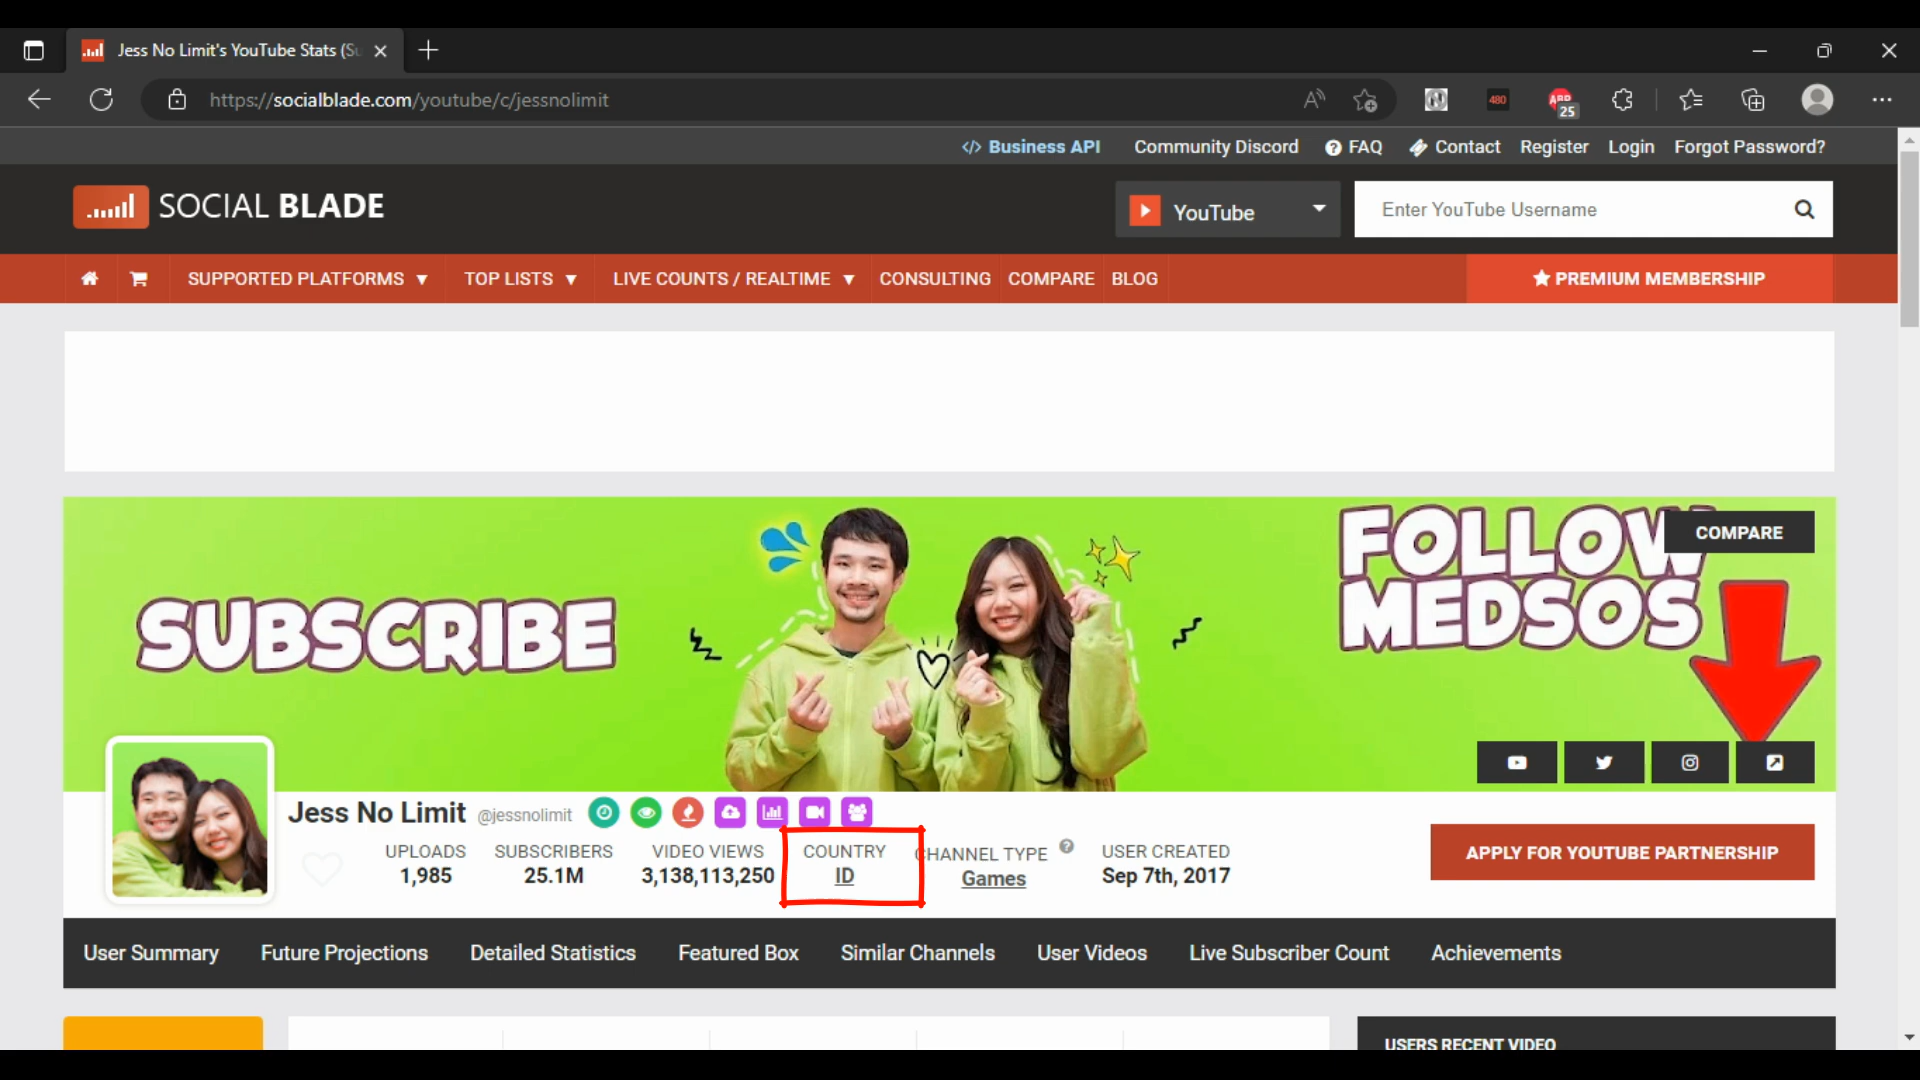 Jess No Limit's YouTube Stats (Su
https://socialblade.com/youtube/c/jessnolimit
480
ABP
25
</> Business API Community Discord FAQ Contact Register Login Forgot Password?
SOCIAL BLADE
YouTube
Enter YouTube Username
SUPPORTED PLATFORMS TOP LISTS LIVE COUNTS / REALTIME CONSULTING COMPARE BLOG
PREMIUM MEMBERSHIP
SUBSCRIBE
FOLLOW
MEDSOS
COMPARE
Jess No Limit @jessnolimit
UPLOADS SUBSCRIBERS VIDEO VIEWS COUNTRY CHANNEL TYPE USER CREATED
1,985 25.1M 3,138,113,250 ID Games Sep 7th, 2017
APPLY FOR YOUTUBE PARTNERSHIP
User Summary Future Projections Detailed Statistics Featured Box Similar Channels User Videos Live Subscriber Count Achievements
USERS RECENT VIDEO